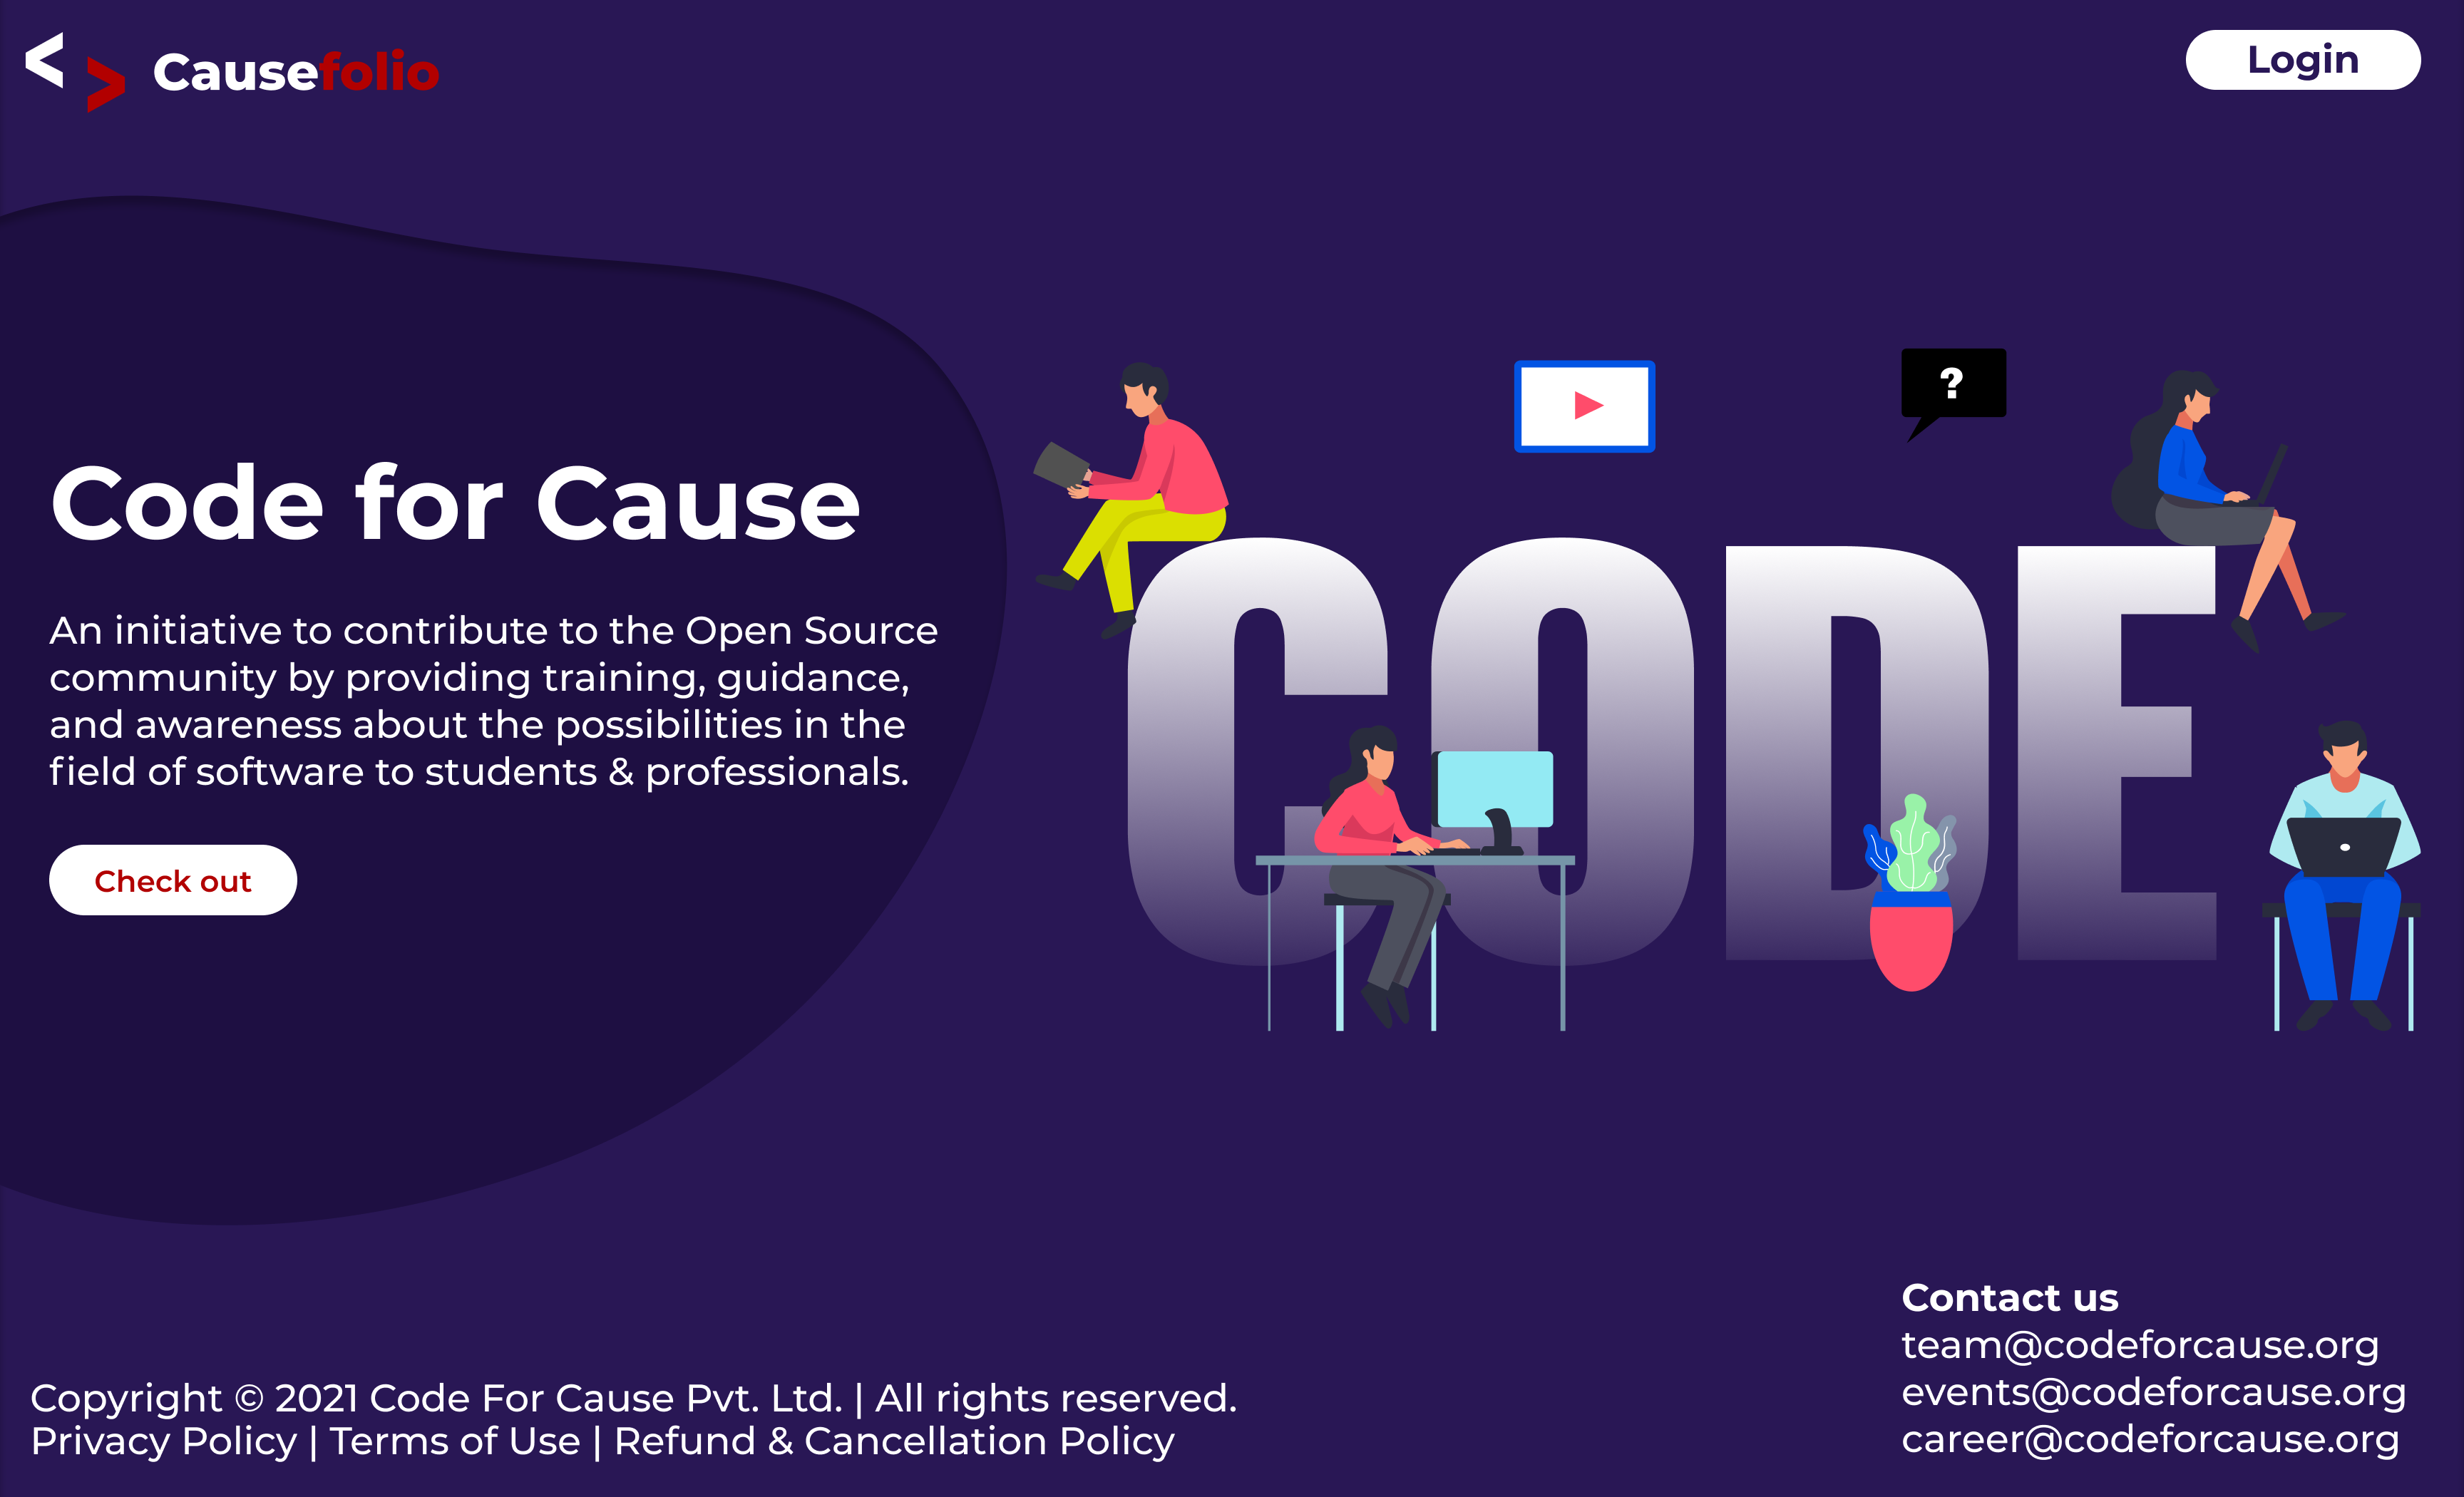 < > Causefolio
Login
Code for Cause
An initiative to contribute to the Open Source
community by providing training, guidance,
and awareness about the possibilities in the
field of software to students & professionals.
Check out
?
CODE
Contact us
team@codeforcause.org
events@codeforcause.org
career@codeforcause.org
Copyright © 2021 Code For Cause Pvt. Ltd. | All rights reserved.
Privacy Policy | Terms of Use | Refund & Cancellation Policy